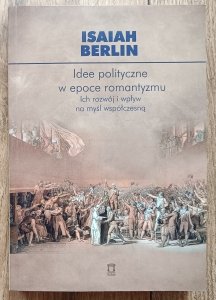 ISAIAH
BERLIN
Idee polityczne
w epoce romantyzmu
Ich rozwój i wpływ
na myśl współczesną